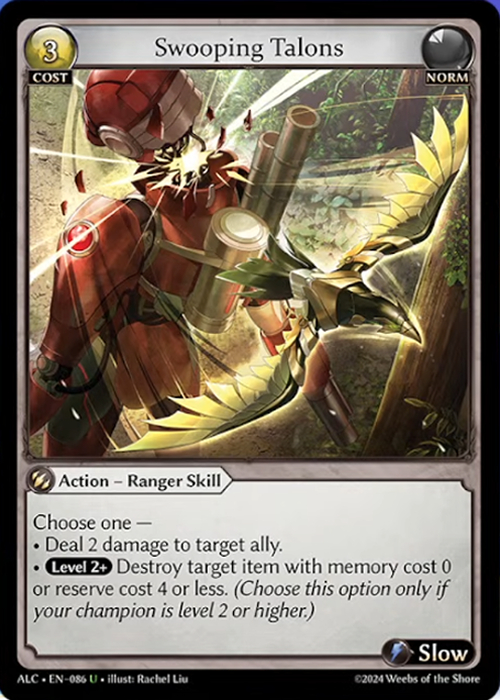 3
Swooping Talons
COST
NORM
Action – Ranger Skill
Choose one —
• Deal 2 damage to target ally.
• Level 2+ Destroy target item with memory cost 0
or reserve cost 4 or less. (Choose this option only if
your champion is level 2 or higher.)
Slow
ALC • EN-086 U • illust: Rachel Liu
©2024 Weebs of the Shore